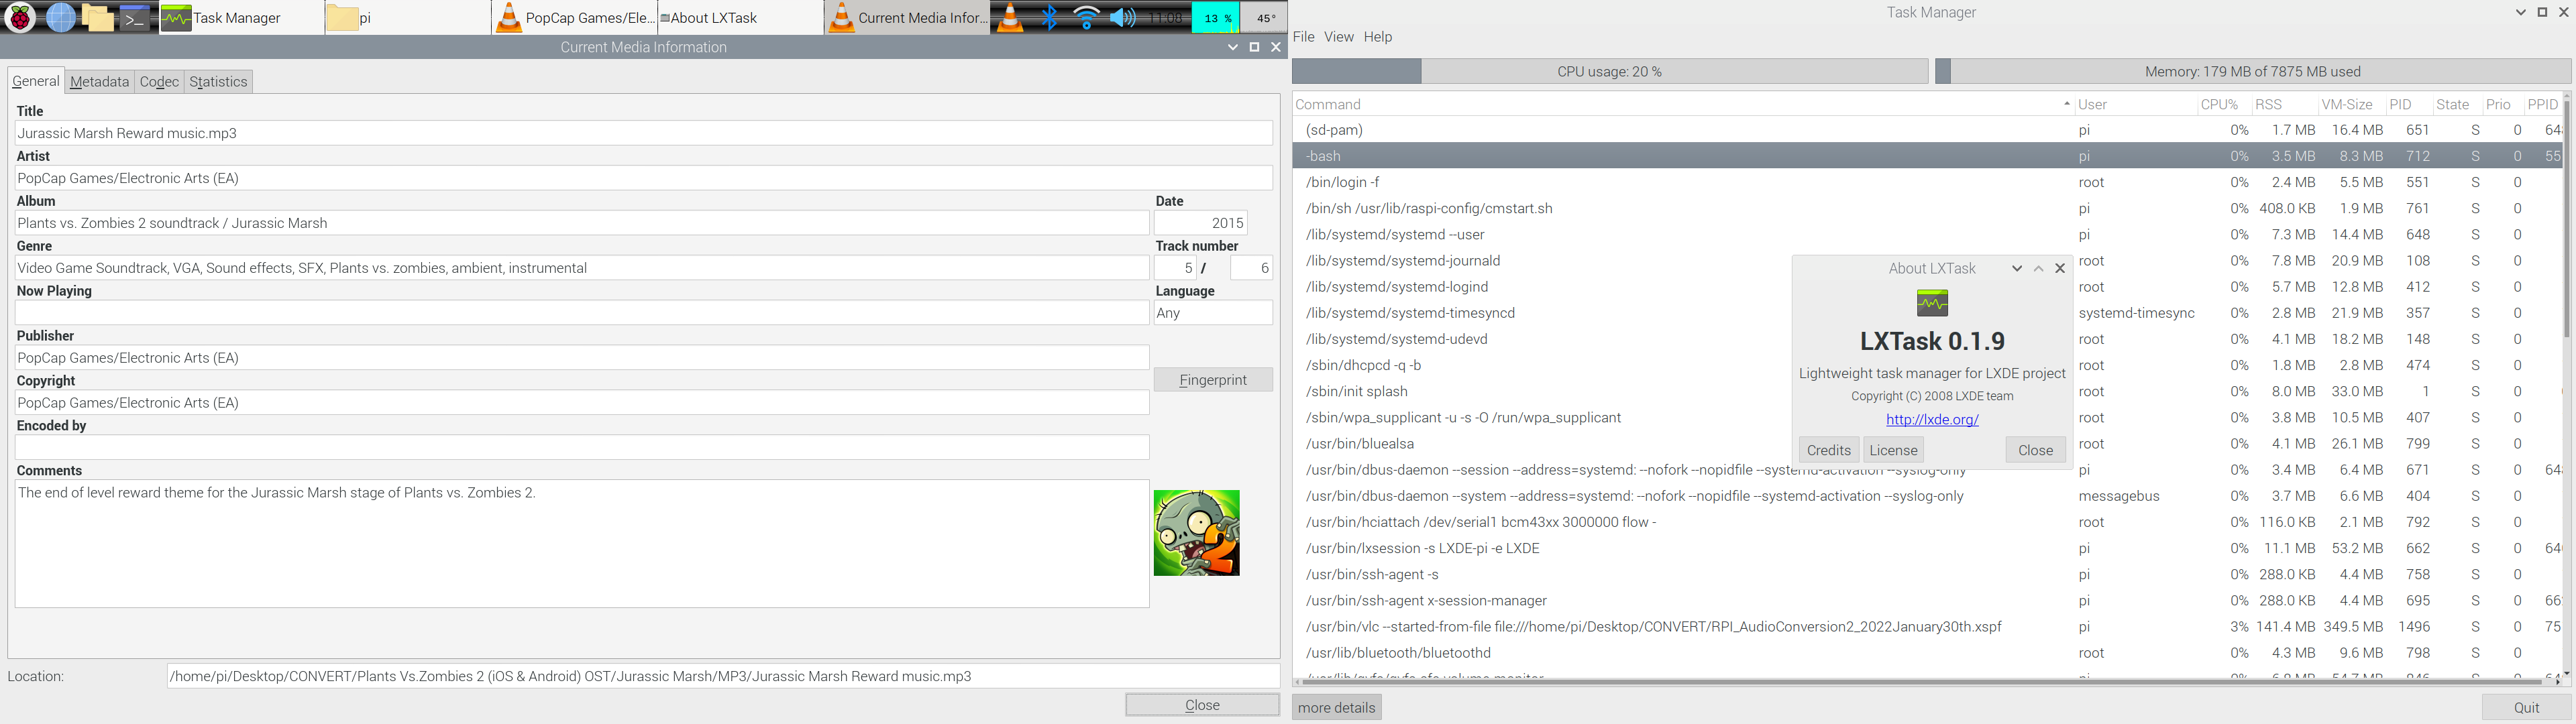 Task Manager
pi
PopCap Games/Ele...
About LXTask
Current Media Infor...
11:08
13 %
45°
Current Media Information
General
Metadata
Codec
Statistics
Title
Jurassic Marsh Reward music.mp3
Artist
PopCap Games/Electronic Arts (EA)
Album
Date
Plants vs. Zombies 2 soundtrack / Jurassic Marsh
2015
Genre
Track number
Video Game Soundtrack, VGA, Sound effects, SFX, Plants vs. zombies, ambient, instrumental
5 / 6
Now Playing
Language
Any
Publisher
PopCap Games/Electronic Arts (EA)
Fingerprint
Copyright
PopCap Games/Electronic Arts (EA)
Encoded by
Comments
The end of level reward theme for the Jurassic Marsh stage of Plants vs. Zombies 2.
2
Location:
/home/pi/Desktop/CONVERT/Plants Vs.Zombies 2 (iOS & Android) OST/Jurassic Marsh/MP3/Jurassic Marsh Reward music.mp3
Close
Task Manager
File View Help
CPU usage: 20 %
Memory: 179 MB of 7875 MB used
Command User CPU% RSS VM-Size PID State Prio PPID
(sd-pam) pi 0% 1.7 MB 16.4 MB 651 S 0 64
-bash pi 0% 3.5 MB 8.3 MB 712 S 0 55
/bin/login -f root 0% 2.4 MB 5.5 MB 551 S 0
/bin/sh /usr/lib/raspi-config/cmstart.sh pi 0% 408.0 KB 1.9 MB 761 S 0
/lib/systemd/systemd --user pi 0% 7.3 MB 14.4 MB 648 S 0
/lib/systemd/systemd-journald root 0% 7.8 MB 20.9 MB 108 S 0
/lib/systemd/systemd-logind root 0% 5.7 MB 12.8 MB 412 S 0
/lib/systemd/systemd-timesyncd systemd-timesync 0% 2.8 MB 21.9 MB 357 S 0
/lib/systemd/systemd-udevd root 0% 4.1 MB 18.2 MB 148 S 0
/sbin/dhcpcd -q -b root 0% 1.8 MB 2.8 MB 474 S 0
/sbin/init splash root 0% 8.0 MB 33.0 MB 1 S 0
/sbin/wpa_supplicant -u -s -O /run/wpa_supplicant root 0% 3.8 MB 10.5 MB 407 S 0
/usr/bin/bluealsa root 0% 4.1 MB 26.1 MB 799 S 0
/usr/bin/dbus-daemon --session --address=systemd: --nofork --nopidfile --systemd-activation --syslog-only pi 0% 3.4 MB 6.4 MB 671 S 0 64
/usr/bin/dbus-daemon --system --address=systemd: --nofork --nopidfile --systemd-activation --syslog-only messagebus 0% 3.7 MB 6.6 MB 404 S 0
/usr/bin/hciattach /dev/serial1 bcm43xx 3000000 flow - root 0% 116.0 KB 2.1 MB 792 S 0
/usr/bin/lxsession -s LXDE-pi -e LXDE pi 0% 11.1 MB 53.2 MB 662 S 0 64
/usr/bin/ssh-agent -s pi 0% 288.0 KB 4.4 MB 758 S 0
/usr/bin/ssh-agent x-session-manager pi 0% 288.0 KB 4.4 MB 695 S 0 66
/usr/bin/vlc --started-from-file file:///home/pi/Desktop/CONVERT/RPI_AudioConversion2_2022January30th.xspf pi 3% 141.4 MB 349.5 MB 1496 S 0 75
/usr/lib/bluetooth/bluetoothd root 0% 4.3 MB 9.6 MB 798 S 0
more details
Quit
About LXTask
LXTask 0.1.9
Lightweight task manager for LXDE project
Copyright (C) 2008 LXDE team
http://lxde.org/
Credits
License
Close